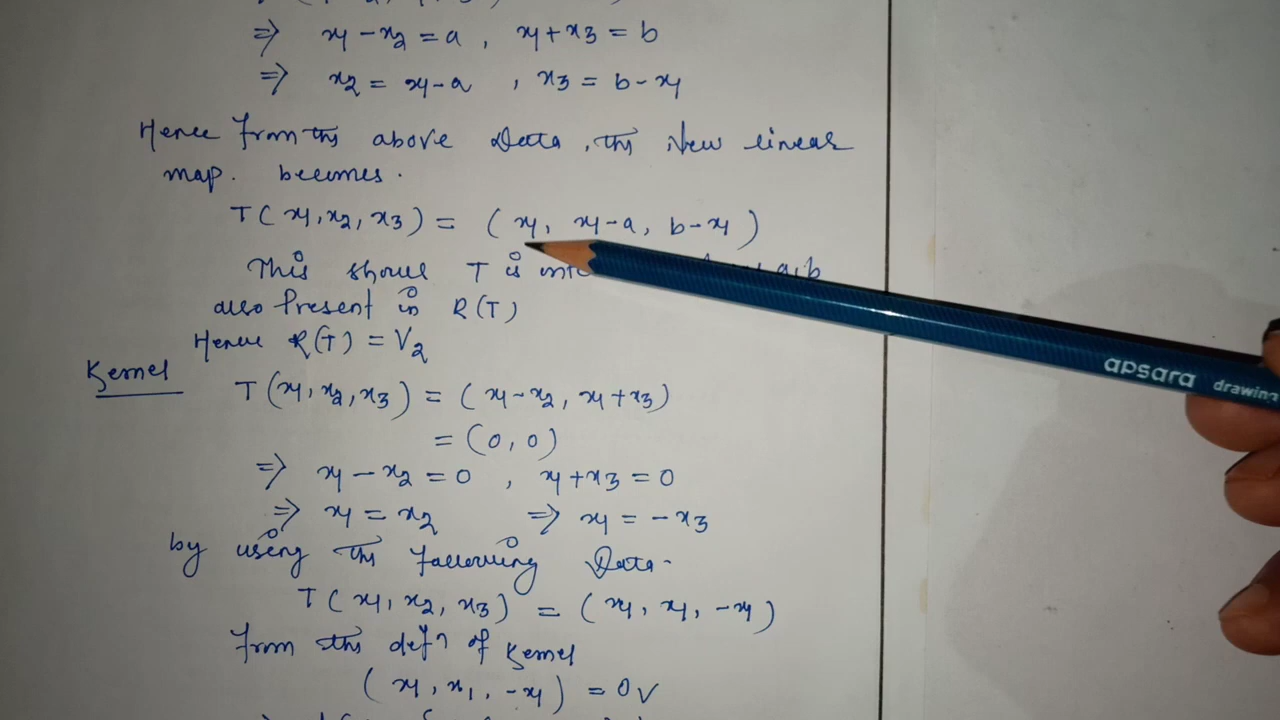 ⇒ x1 - x2 = a , x1 + x3 = b
⇒ x2 = x1 - a , x3 = b - x1
Hence from the above Data, the New linear
map. becomes.
T( x1, x2, x3 ) = ( x1, x1 - a, b - x1 )
This shows T is a, b
also Present in R(T)
Hence R(T) = V2
Kernel
T( x1, x2, x3 ) = ( x1 - x2, x1 + x3 )
= (0, 0)
⇒ x1 - x2 = 0 , x1 + x3 = 0
⇒ x1 = x2 ⇒ x1 = - x3
by using the following Data-
T( x1, x2, x3 ) = ( x1, x1, - x1 )
from the defn of Kernel
( x1, x1, - x1 ) = 0V
apsara drawing